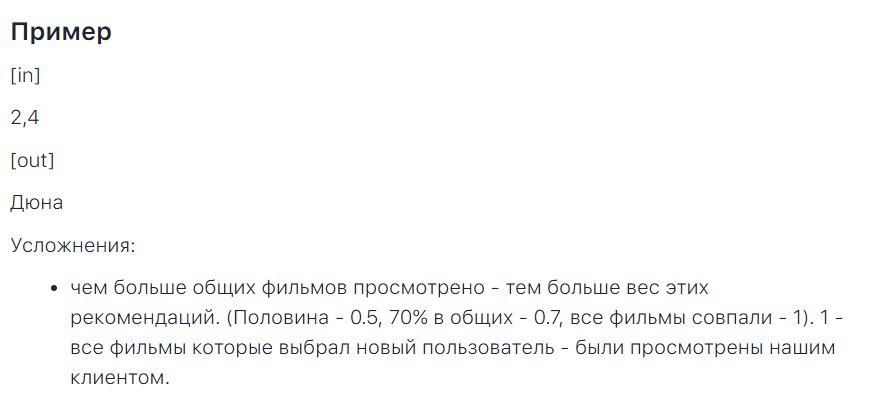 Пример
[in]
2,4
[out]
Дюна
Усложнения:
• чем больше общих фильмов просмотрено - тем больше вес этих
рекомендаций. (Половина - 0.5, 70% в общих - 0.7, все фильмы совпали - 1). 1 -
все фильмы которые выбрал новый пользователь - были просмотрены нашим
клиентом.